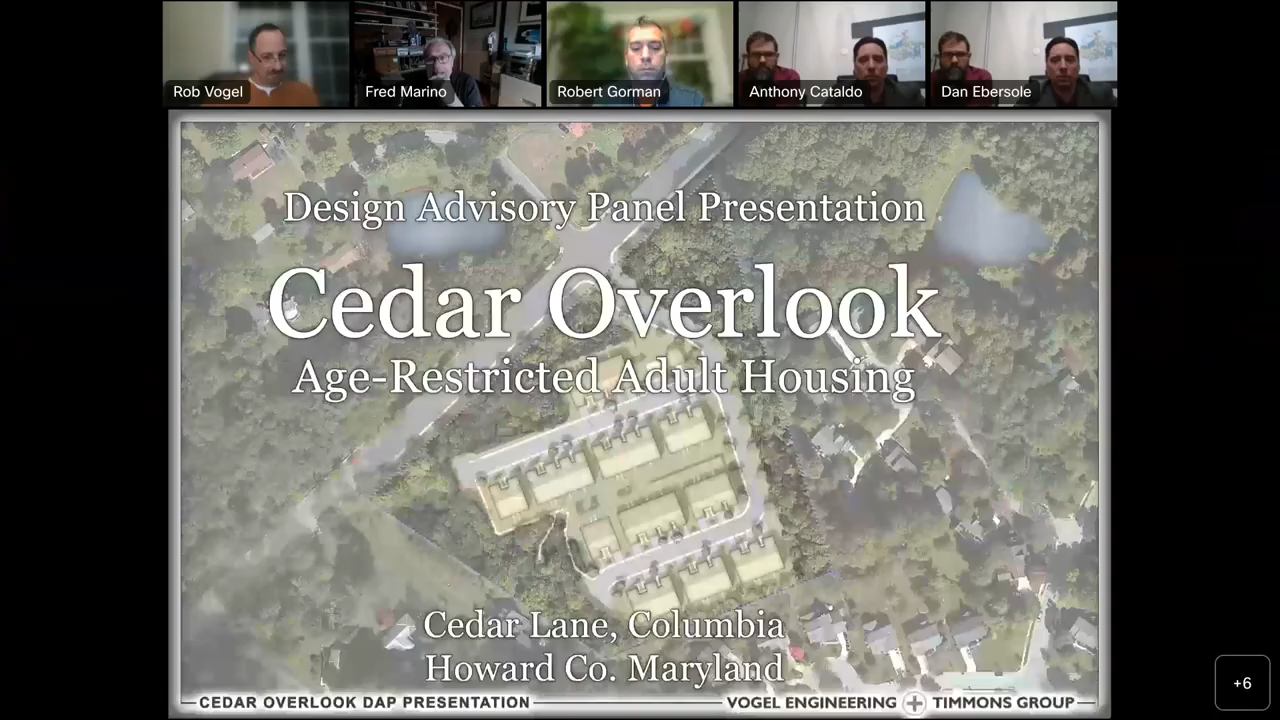 Rob Vogel
Fred Marino
Robert Gorman
Anthony Cataldo
Dan Ebersole
Design Advisory Panel Presentation
Cedar Overlook
Age-Restricted Adult Housing
Cedar Lane, Columbia
Howard Co. Maryland
CEDAR OVERLOOK DAP PRESENTATION
VOGEL ENGINEERING + TIMMONS GROUP
+6